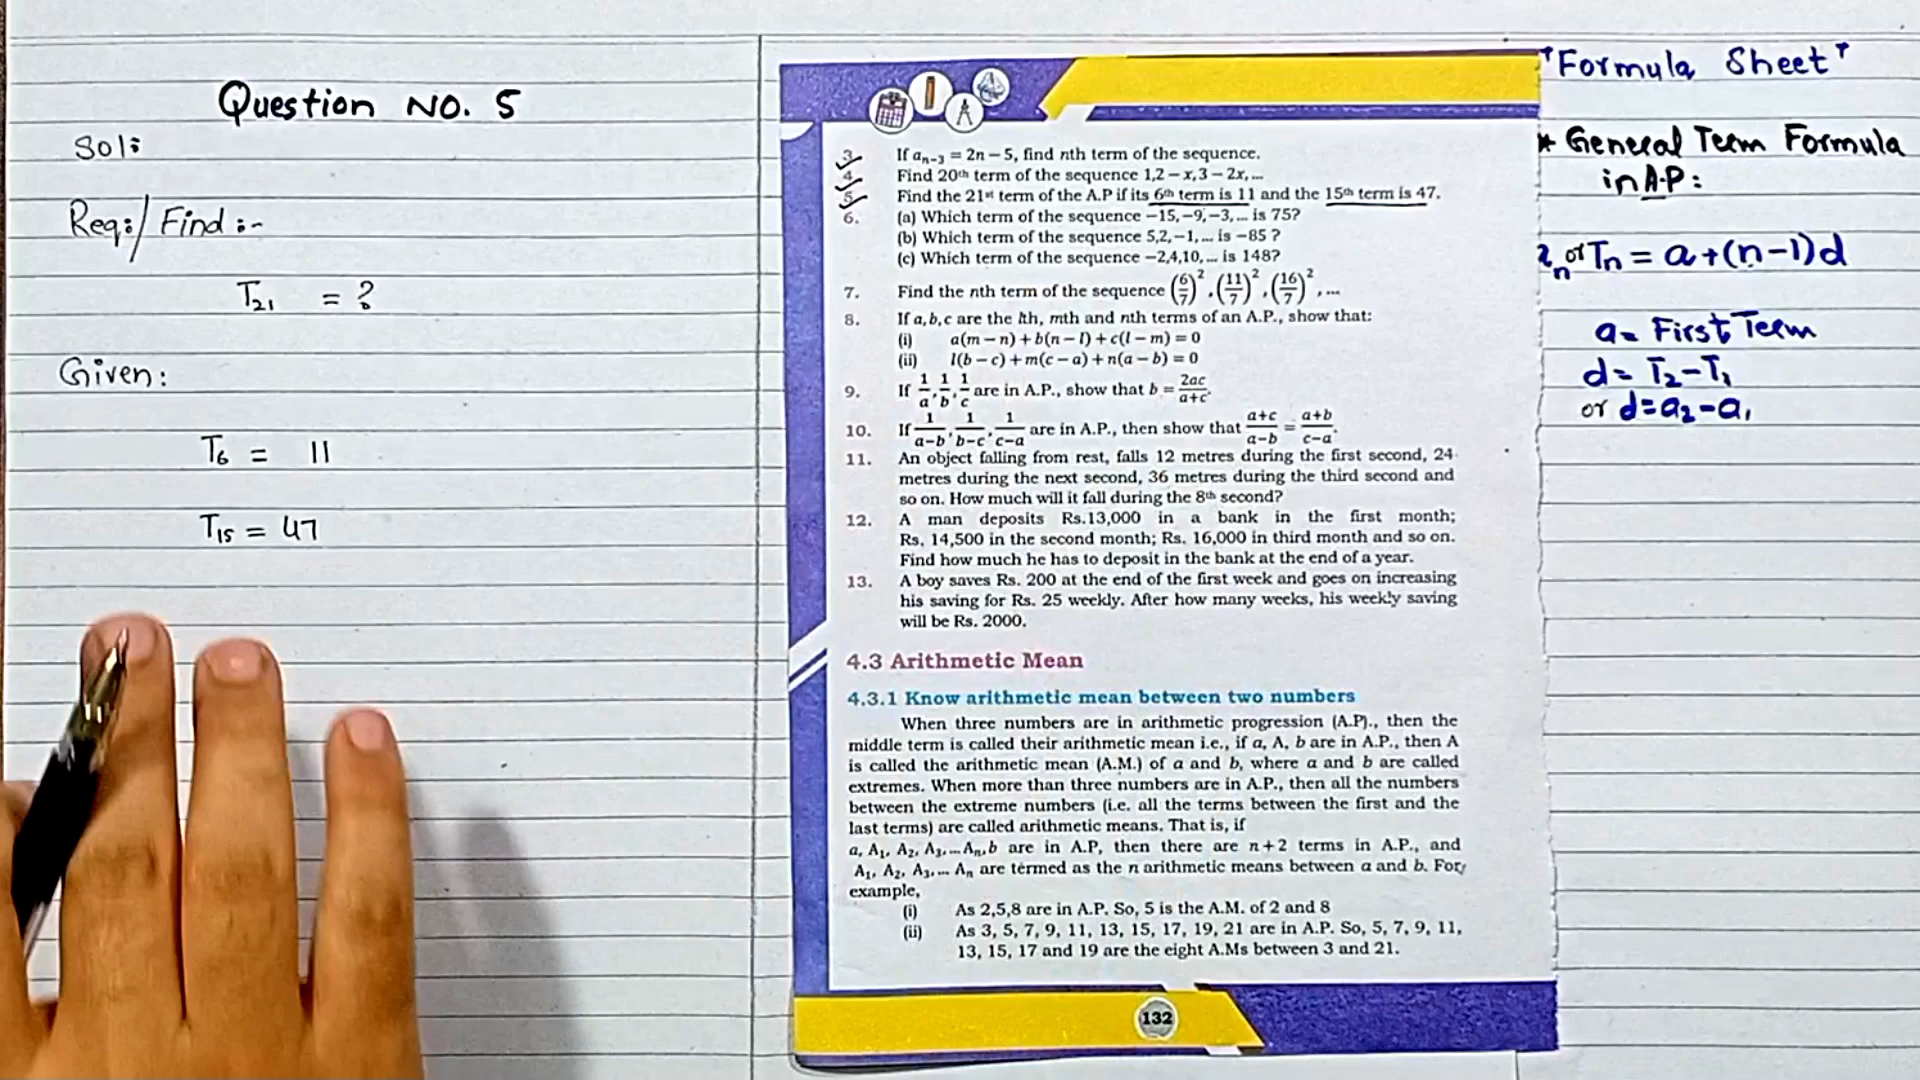 Question No. 5
Sol:
Req:/ Find :-
T₂₁ = ?
Given:
T₆ = 11
T₁₅ = 47
3. If aₙ₋₃ = 2n − 5, find nth term of the sequence.
4. Find 20th term of the sequence 1,2 − x,3 − 2x,...
5. Find the 21st term of the A.P if its 6th term is 11 and the 15th term is 47.
6. (a) Which term of the sequence −15,−9,−3,... is 75?
(b) Which term of the sequence 5,2,−1,... is −85 ?
(c) Which term of the sequence −2,4,10,... is 148?
7. Find the nth term of the sequence (6/7)², (11/7)², (16/7)², ...
8. If a,b,c are the lth, mth and nth terms of an A.P., show that:
(i) a(m − n) + b(n − l) + c(l − m) = 0
(ii) l(b − c) + m(c − a) + n(a − b) = 0
9. If 1/a, 1/b, 1/c are in A.P., show that b = 2ac/a+c.
10. If 1/a−b, 1/b−c, 1/c−a are in A.P., then show that a+c/a−b = a+b/c−a.
11. An object falling from rest, falls 12 metres during the first second, 24
metres during the next second, 36 metres during the third second and
so on. How much will it fall during the 8th second?
12. A man deposits Rs.13,000 in a bank in the first month;
Rs. 14,500 in the second month; Rs. 16,000 in third month and so on.
Find how much he has to deposit in the bank at the end of a year.
13. A boy saves Rs. 200 at the end of the first week and goes on increasing
his saving for Rs. 25 weekly. After how many weeks, his weekly saving
will be Rs. 2000.
4.3 Arithmetic Mean
4.3.1 Know arithmetic mean between two numbers
When three numbers are in arithmetic progression (A.P)., then the
middle term is called their arithmetic mean i.e., if a, A, b are in A.P., then A
is called the arithmetic mean (A.M.) of a and b, where a and b are called
extremes. When more than three numbers are in A.P., then all the numbers
between the extreme numbers (i.e. all the terms between the first and the
last terms) are called arithmetic means. That is, if
a, A₁, A₂, A₃,...Aₙ,b are in A.P, then there are n+2 terms in A.P., and
A₁, A₂, A₃,... Aₙ are termed as the n arithmetic means between a and b. For
example,
(i) As 2,5,8 are in A.P. So, 5 is the A.M. of 2 and 8
(ii) As 3, 5, 7, 9, 11, 13, 15, 17, 19, 21 are in A.P. So, 5, 7, 9, 11,
13, 15, 17 and 19 are the eight A.Ms between 3 and 21.
132
"Formula Sheet"
* General Term Formula
in A.P:
aₙ or Tₙ = a+(n−1)d
a = First Term
d = T₂−T₁
or d=a₂−a₁